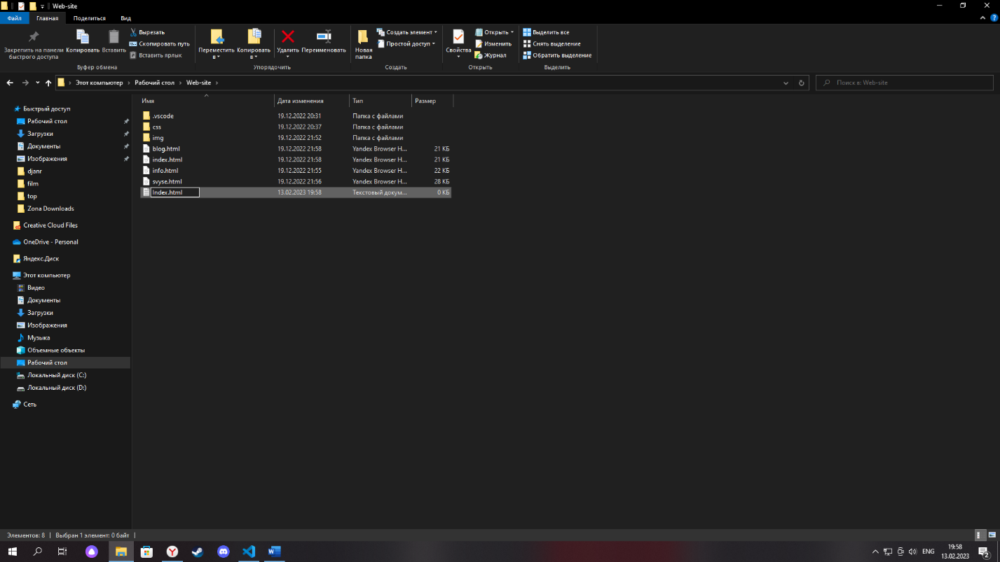 Web-site
Файл Главная Поделиться Вид
Закрепить на панели быстрого доступа
Копировать
Вставить
Вырезать
Скопировать путь
Вставить ярлык
Буфер обмена
Переместить в
Копировать в
Удалить
Переименовать
Упорядочить
Новая папка
Создать элемент
Простой доступ
Создать
Свойства
Открыть
Изменить
Журнал
Открыть
Выделить все
Снять выделение
Обратить выделение
Выделить
Этот компьютер › Рабочий стол › Web-site ›
Поиск в: Web-site
Быстрый доступ
Рабочий стол
Загрузки
Документы
Изображения
djanr
film
top
Zona Downloads
Creative Cloud Files
OneDrive - Personal
Яндекс.Диск
Этот компьютер
Видео
Документы
Загрузки
Изображения
Музыка
Объемные объекты
Рабочий стол
Локальный диск (C:)
Локальный диск (D:)
Сеть
Имя Дата изменения Тип Размер
.vscode 19.12.2022 20:31 Папка с файлами
css 19.12.2022 20:37 Папка с файлами
img 19.12.2022 21:52 Папка с файлами
blog.html 19.12.2022 21:58 Yandex Browser H... 21 КБ
index.html 19.12.2022 21:58 Yandex Browser H... 21 КБ
info.html 19.12.2022 21:55 Yandex Browser H... 22 КБ
svyse.html 19.12.2022 21:56 Yandex Browser H... 28 КБ
Index.html 13.02.2023 19:58 Текстовый докум... 0 КБ
Элементов: 8 Выбран 1 элемент: 0 байт
ENG
19:58
13.02.2023
2